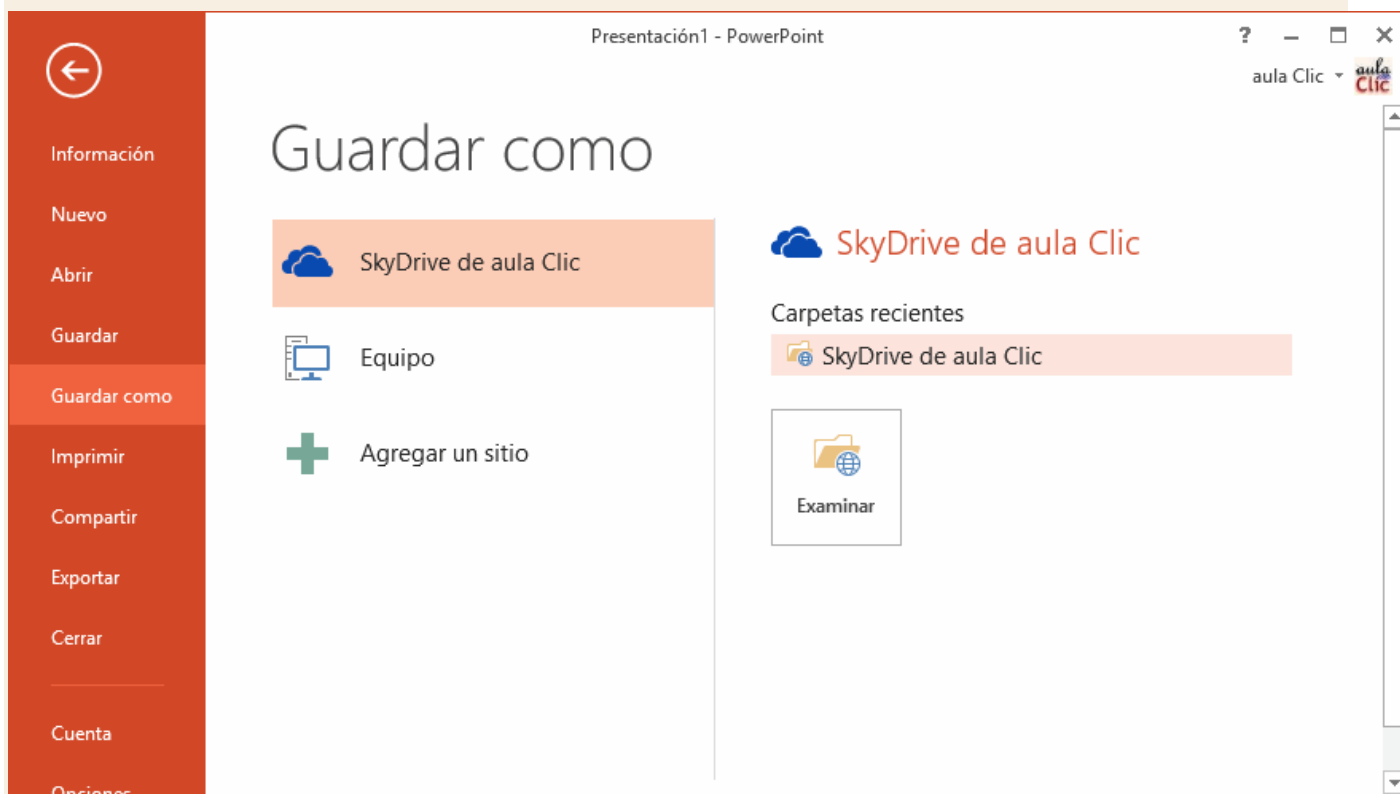 Presentación1 - PowerPoint
?
aula Clic
aula
Clic
Información
Nuevo
Abrir
Guardar
Guardar como
Imprimir
Compartir
Exportar
Cerrar
Cuenta
Opciones
Guardar como
SkyDrive de aula Clic
Equipo
Agregar un sitio
SkyDrive de aula Clic
Carpetas recientes
SkyDrive de aula Clic
Examinar